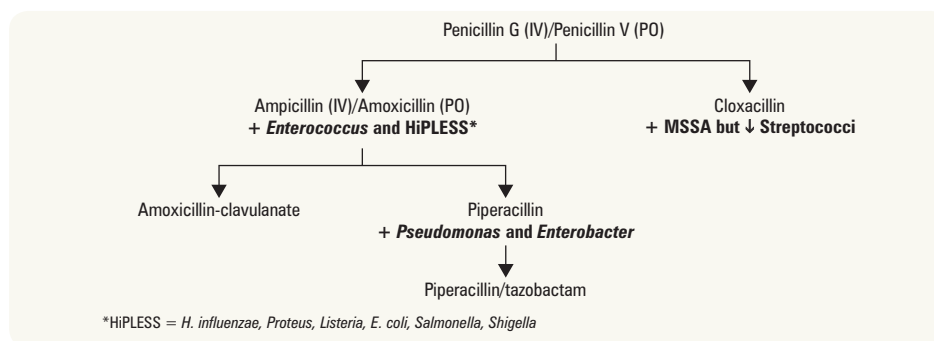 Penicillin G (IV)/Penicillin V (PO)
Ampicillin (IV)/Amoxicillin (PO)
+ Enterococcus and HiPLESS*
Cloxacillin
+ MSSA but ↓ Streptococci
Amoxicillin-clavulanate
Piperacillin
+ Pseudomonas and Enterobacter
Piperacillin/tazobactam
*HiPLESS = H. influenzae, Proteus, Listeria, E. coli, Salmonella, Shigella